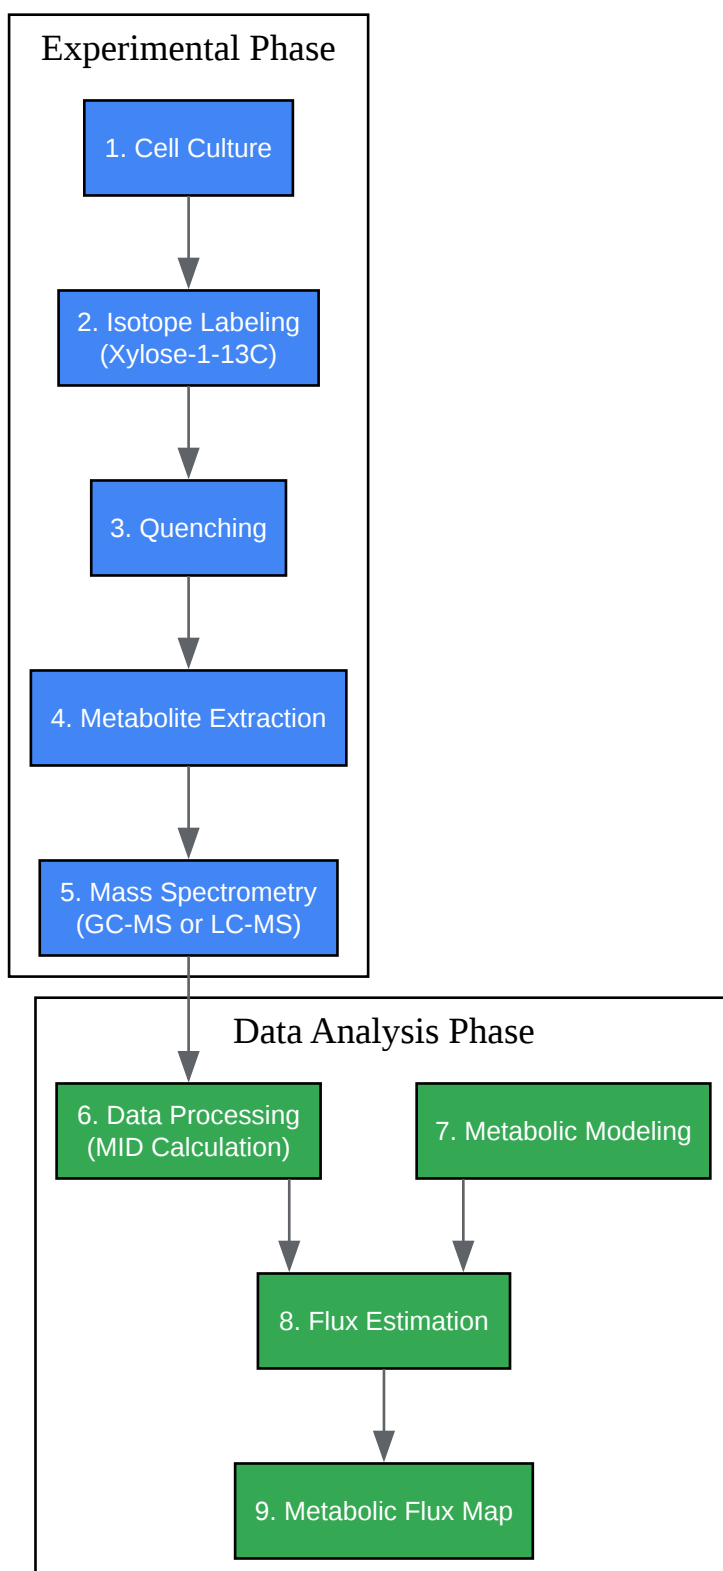 Experimental Phase
1. Cell Culture
2. Isotope Labeling
(Xylose-1-13C)
3. Quenching
4. Metabolite Extraction
5. Mass Spectrometry
(GC-MS or LC-MS)
Data Analysis Phase
6. Data Processing
(MID Calculation)
7. Metabolic Modeling
8. Flux Estimation
9. Metabolic Flux Map